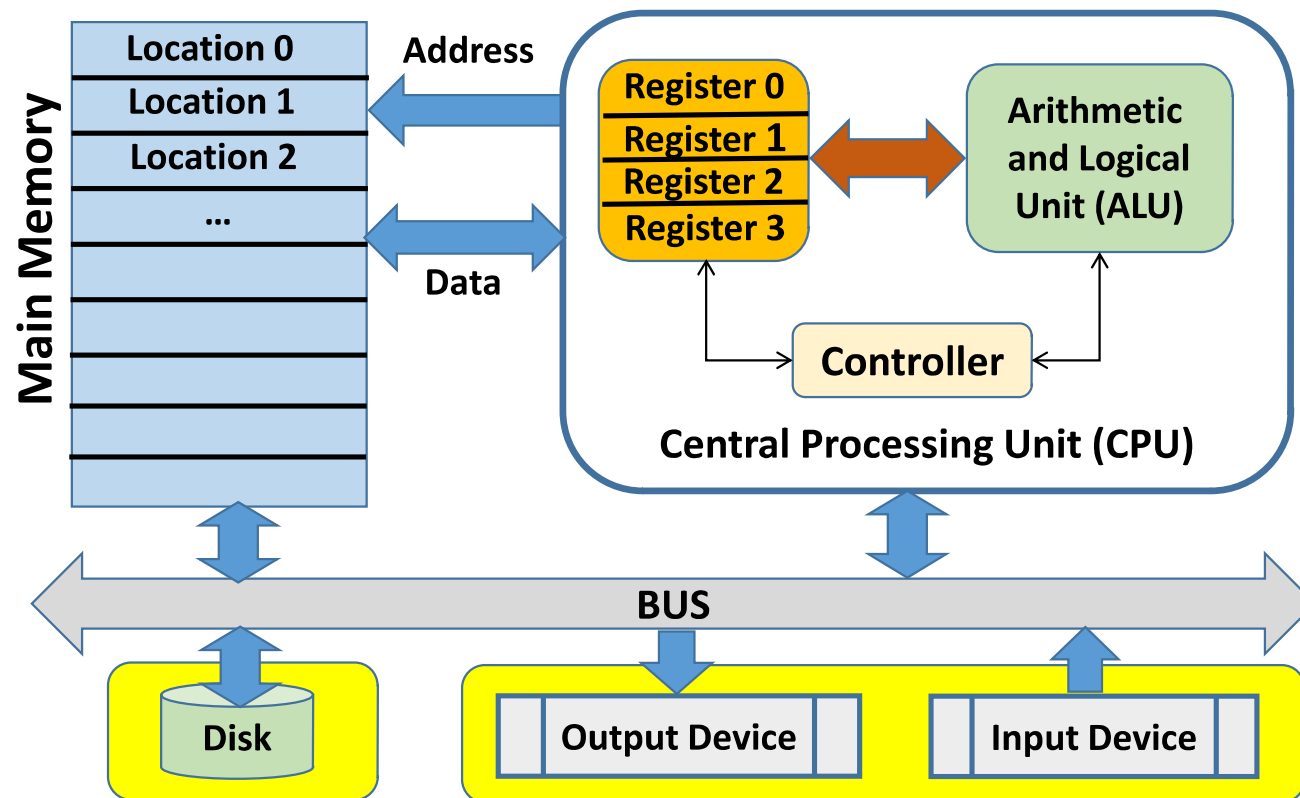 Main Memory
Location 0
Location 1
Location 2
...
Address
Data
Register 0
Register 1
Register 2
Register 3
Arithmetic
and Logical
Unit (ALU)
Controller
Central Processing Unit (CPU)
BUS
Disk
Output Device
Input Device